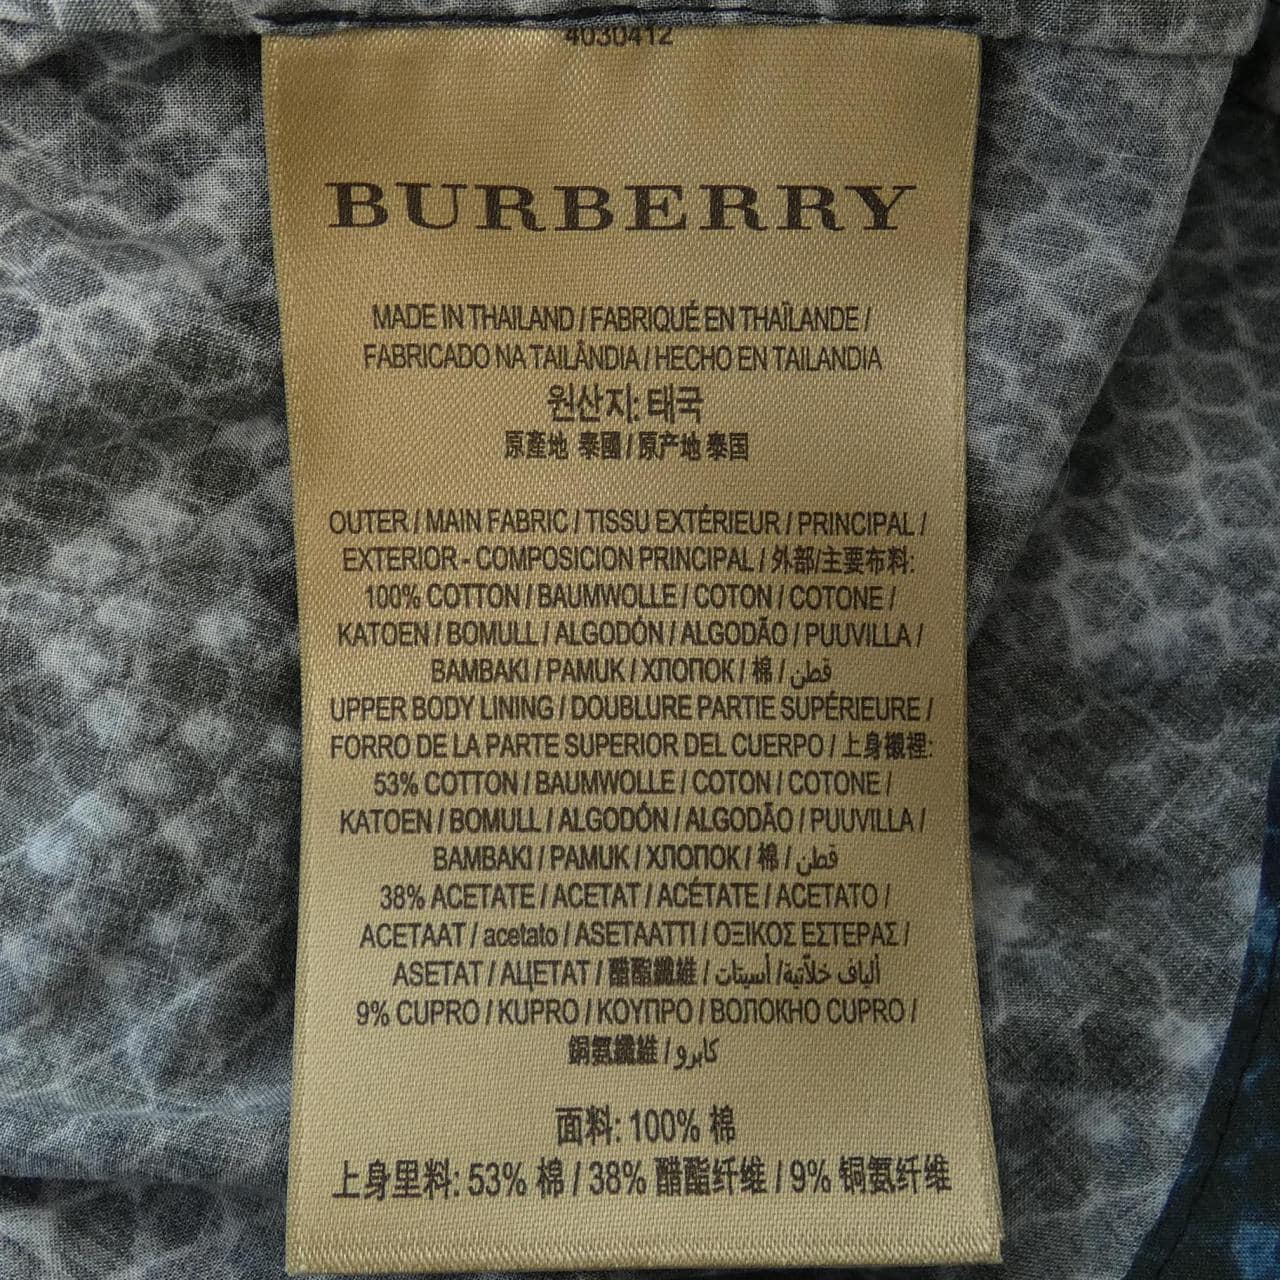 4030412
BURBERRY
MADE IN THAILAND / FABRIQUÉ EN THAÏLANDE /
FABRICADO NA TAILÂNDIA / HECHO EN TAILANDIA
원산지: 태국
原產地 泰國 / 原产地 泰国
OUTER / MAIN FABRIC / TISSU EXTÉRIEUR / PRINCIPAL /
EXTERIOR - COMPOSICION PRINCIPAL / 外部/主要布料:
100% COTTON / BAUMWOLLE / COTON / COTONE /
KATOEN / BOMULL / ALGODÓN / ALGODÃO / PUUVILLA /
BAMBAKI / PAMUK / ХЛОПОК / 棉 / قطن
UPPER BODY LINING / DOUBLURE PARTIE SUPÉRIEURE /
FORRO DE LA PARTE SUPERIOR DEL CUERPO / 上身襯裡:
53% COTTON / BAUMWOLLE / COTON / COTONE /
KATOEN / BOMULL / ALGODÓN / ALGODÃO / PUUVILLA /
BAMBAKI / PAMUK / ХЛОПОК / 棉 / قطن
38% ACETATE / ACETAT / ACÉTATE / ACETATO /
ACETAAT / acetato / ASETAATTI / ΟΞΙΚΟΣ ΕΣΤΕΡΑΣ /
ASETAT / АЦЕТАТ / 醋酯纖維 / ألياف خلاّتية/ أسيتات
9% CUPRO / KUPRO / ΚΟΥΠΡΟ / ВОЛОКНО CUPRO /
銅氨纖維 / كابرو
面料: 100% 棉
上身里料: 53% 棉 / 38% 醋酯纤维 / 9% 铜氨纤维